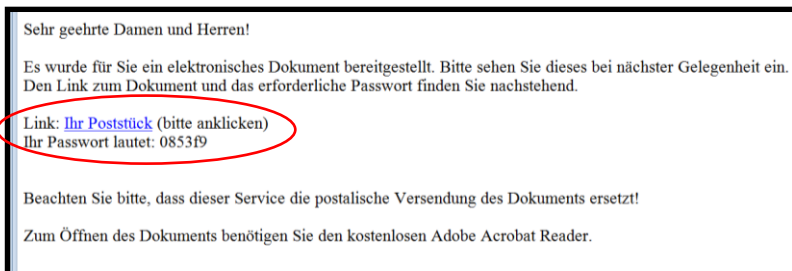 Sehr geehrte Damen und Herren!
Es wurde für Sie ein elektronisches Dokument bereitgestellt. Bitte sehen Sie dieses bei nächster Gelegenheit ein.
Den Link zum Dokument und das erforderliche Passwort finden Sie nachstehend.
Link: Ihr Poststück (bitte anklicken)
Ihr Passwort lautet: 0853f9
Beachten Sie bitte, dass dieser Service die postalische Versendung des Dokuments ersetzt!
Zum Öffnen des Dokuments benötigen Sie den kostenlosen Adobe Acrobat Reader.